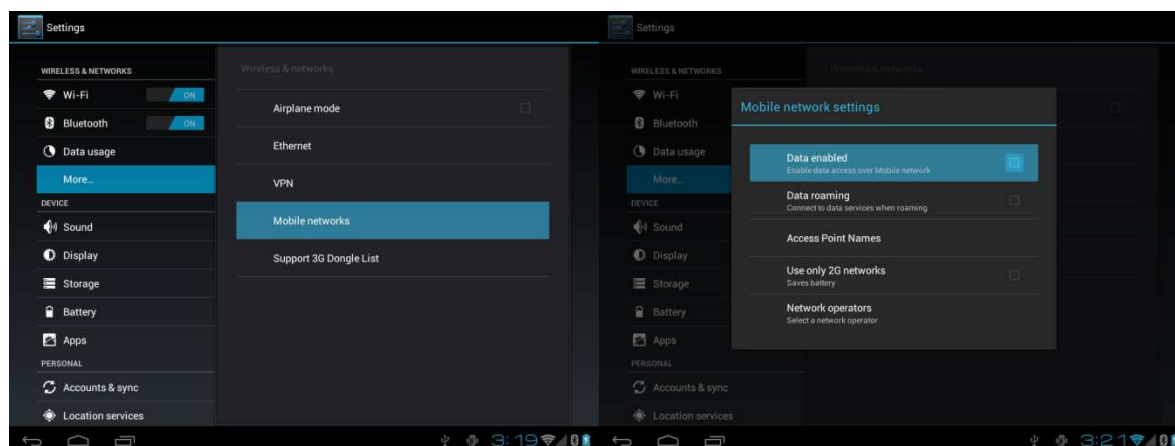 Settings
WIRELESS & NETWORKS
Wi-Fi ON
Bluetooth ON
Data usage
More...
DEVICE
Sound
Display
Storage
Battery
Apps
PERSONAL
Accounts & sync
Location services
Wireless & networks
Airplane mode
Ethernet
VPN
Mobile networks
Support 3G Dongle List
3:19
Settings
WIRELESS & NETWORKS
Wi-Fi
Bluetooth
Data usage
More...
DEVICE
Sound
Display
Storage
Battery
Apps
PERSONAL
Accounts & sync
Location services
Wireless & networks
Mobile network settings
Data enabled
Enable data access over Mobile network
Data roaming
Connect to data services when roaming
Access Point Names
Use only 2G networks
Saves battery
Network operators
Select a network operator
3:21